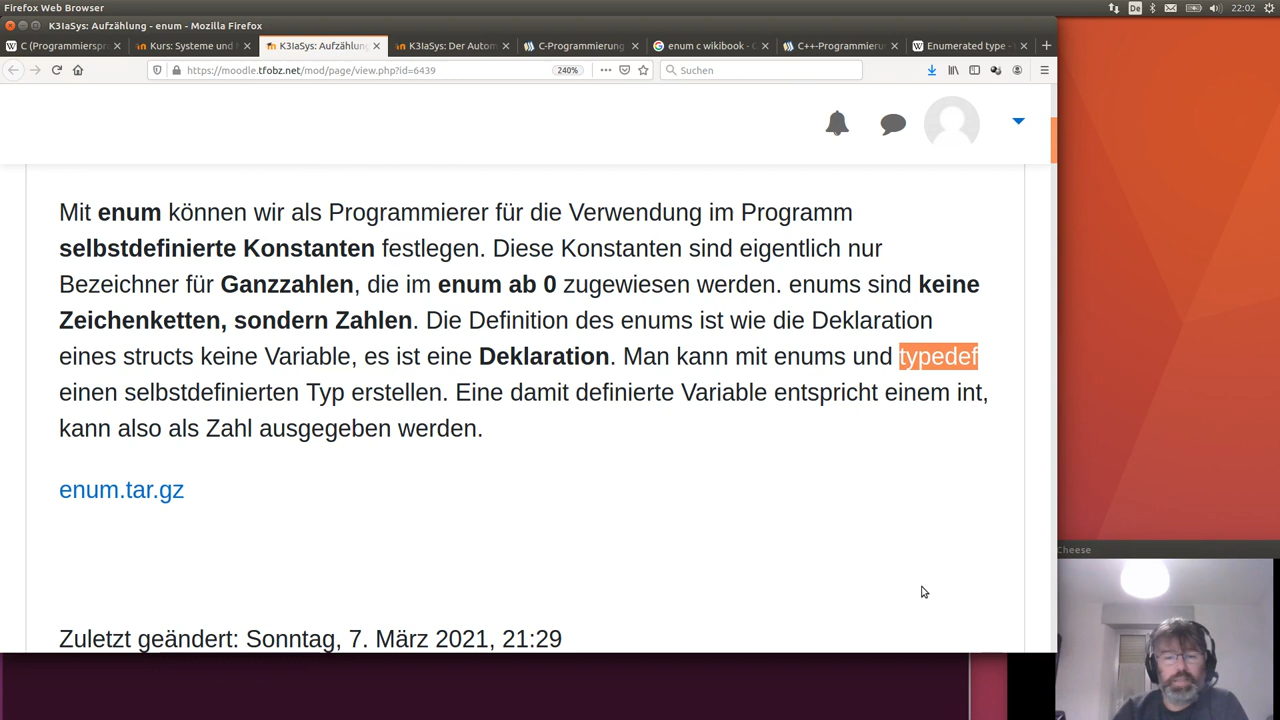 Firefox Web Browser
De
22:02
K3IaSys: Aufzählung - enum - Mozilla Firefox
C (Programmierspr
Kurs: Systeme und
K3IaSys: Aufzählung
K3IaSys: Der Autom
C-Programmierung
enum c wikibook - G
C++-Programmieru
Enumerated type -
https://moodle.tfobz.net/mod/page/view.php?id=6439
240%
Suchen
Mit enum können wir als Programmierer für die Verwendung im Programm
selbstdefinierte Konstanten festlegen. Diese Konstanten sind eigentlich nur
Bezeichner für Ganzzahlen, die im enum ab 0 zugewiesen werden. enums sind keine
Zeichenketten, sondern Zahlen. Die Definition des enums ist wie die Deklaration
eines structs keine Variable, es ist eine Deklaration. Man kann mit enums und typedef
einen selbstdefinierten Typ erstellen. Eine damit definierte Variable entspricht einem int,
kann also als Zahl ausgegeben werden.
enum.tar.gz
Cheese
Zuletzt geändert: Sonntag, 7. März 2021, 21:29